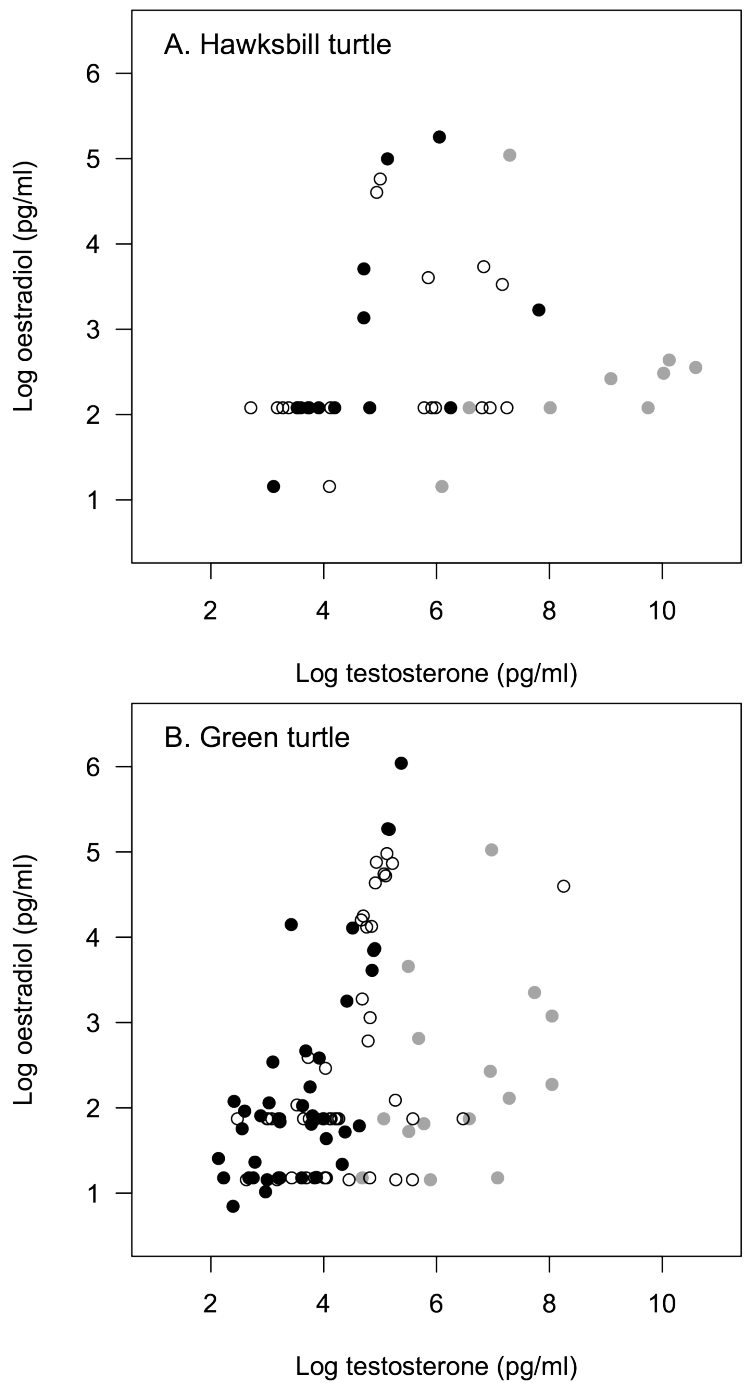 A. Hawksbill turtle
6
5
4
3
2
1
Log oestradiol (pg/ml)
2 4 6 8 10
Log testosterone (pg/ml)
B. Green turtle
6
5
4
3
2
1
Log oestradiol (pg/ml)
2 4 6 8 10
Log testosterone (pg/ml)